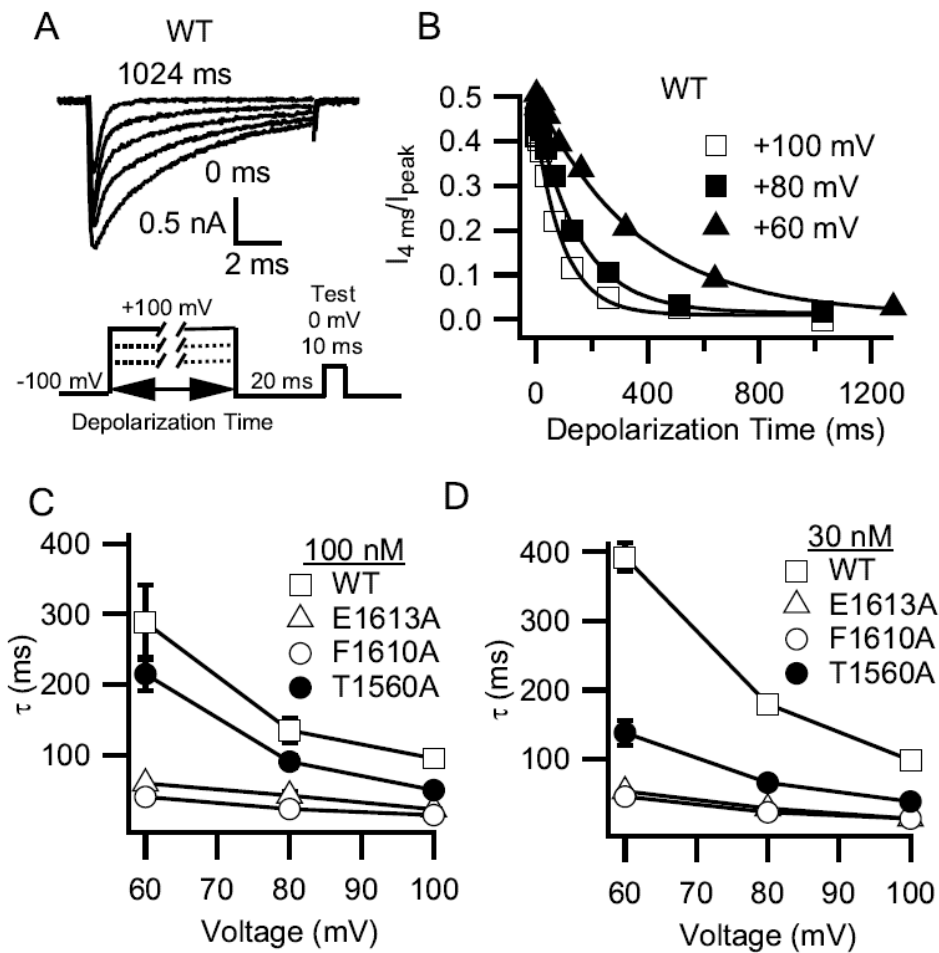 A
WT
1024 ms
0 ms
0.5 nA
2 ms
+100 mV
Test
0 mV
10 ms
-100 mV
20 ms
Depolarization Time
B
WT
0.5
0.4
0.3
0.2
0.1
0.0
I4 ms/Ipeak
+100 mV
+80 mV
+60 mV
0
400
800
1200
Depolarization Time (ms)
C
400
300
200
100
τ (ms)
100 nM
WT
E1613A
F1610A
T1560A
60
70
80
90
100
Voltage (mV)
D
400
300
200
100
τ (ms)
30 nM
WT
E1613A
F1610A
T1560A
60
70
80
90
100
Voltage (mV)